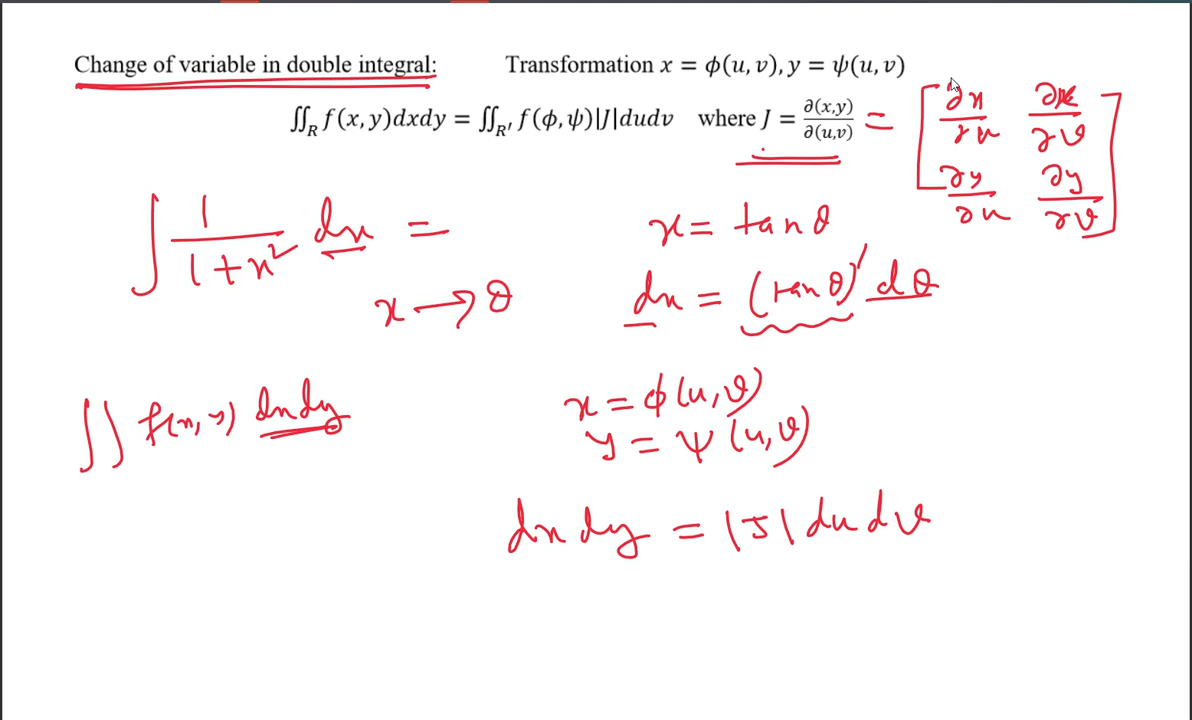 Change of variable in double integral: Transformation x = ϕ(u, v), y = ψ(u, v)
∬_R f(x, y)dxdy = ∬_R′ f(ϕ, ψ)|J|dudv where J = ∂(x,y)/∂(u,v) = [∂x/∂u ∂x/∂v
∂y/∂u ∂y/∂v]
∫ 1/(1+x²) dx = x = tan θ
x → θ dx = (tan θ)′ dθ
∬ f(x, y) dxdy x = ϕ(u, v)
y = ψ(u, v)
dx dy = |J| du dv